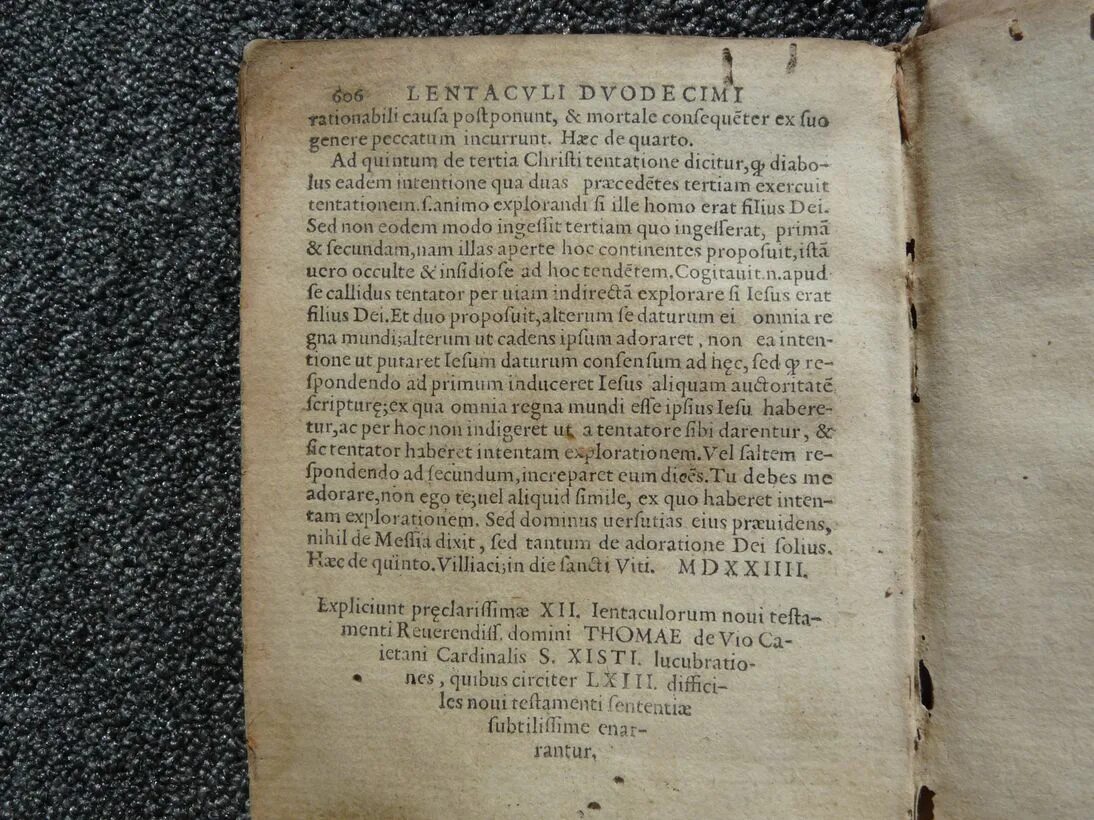 606 LENTACVLI DVODECIMI
rationabili cauſa poſtponunt, & mortale conſequẽter ex ſuo
genere peccatum incurrunt. Hæc de quarto.
Ad quintum de tertia Chriſti tentatione dicitur, ꝙ diabo-
lus eadem intentione qua duas præcedẽtes tertiam exercuit
tentationem.ſ.animo explorandi ſi ille homo erat filius Dei.
Sed non eodem modo ingeſſit tertiam quo ingeſſerat, primã
& ſecundam,nam illas aperte hoc continentes propoſuit,iſtã
uero occulte & inſidioſe ad hoc tendẽtem.Cogitauit.n.apud
ſe callidus tentator per uiam indirectã explorare ſi Ieſus erat
filius Dei.Et duo propoſuit,alterum ſe daturum ei omnia re
gna mundi;alterum ut cadens ipſum adoraret, non ea inten-
tione ut putaret Ieſum daturum conſenſum ad hęc, ſed ꝙ re-
ſpondendo ad primum induceret Ieſus aliquam auctoritatẽ
ſcripturę;ex qua omnia regna mundi eſſe ipſius Ieſu habere-
tur,ac per hoc non indigeret ut a tentatore ſibi darentur, &
ſic tentator haberet intentam explorationem.Vel ſaltem re-
ſpondendo ad ſecundum,increparet eum dicẽs.Tu debes me
adorare,non ego te;uel aliquid ſimile, ex quo haberet inten-
tam explorationem. Sed dominus uerſutias eius præuidens,
nihil de Meſſia dixit, ſed tantum de adoratione Dei ſolius.
Hæc de quinto.Villiaci;in die ſancti Viti. MDXXIIII.
Expliciunt pręclariſſimæ XII. Ientaculorum noui teſta-
menti Reuerendiſſ. domini THOMAE de Vio Ca-
ietani Cardinalis S. XISTI. lucubratio-
nes, quibus circiter LXIII. diffici-
les noui teſtamenti ſententiæ
ſubtiliſſime enar-
rantur,